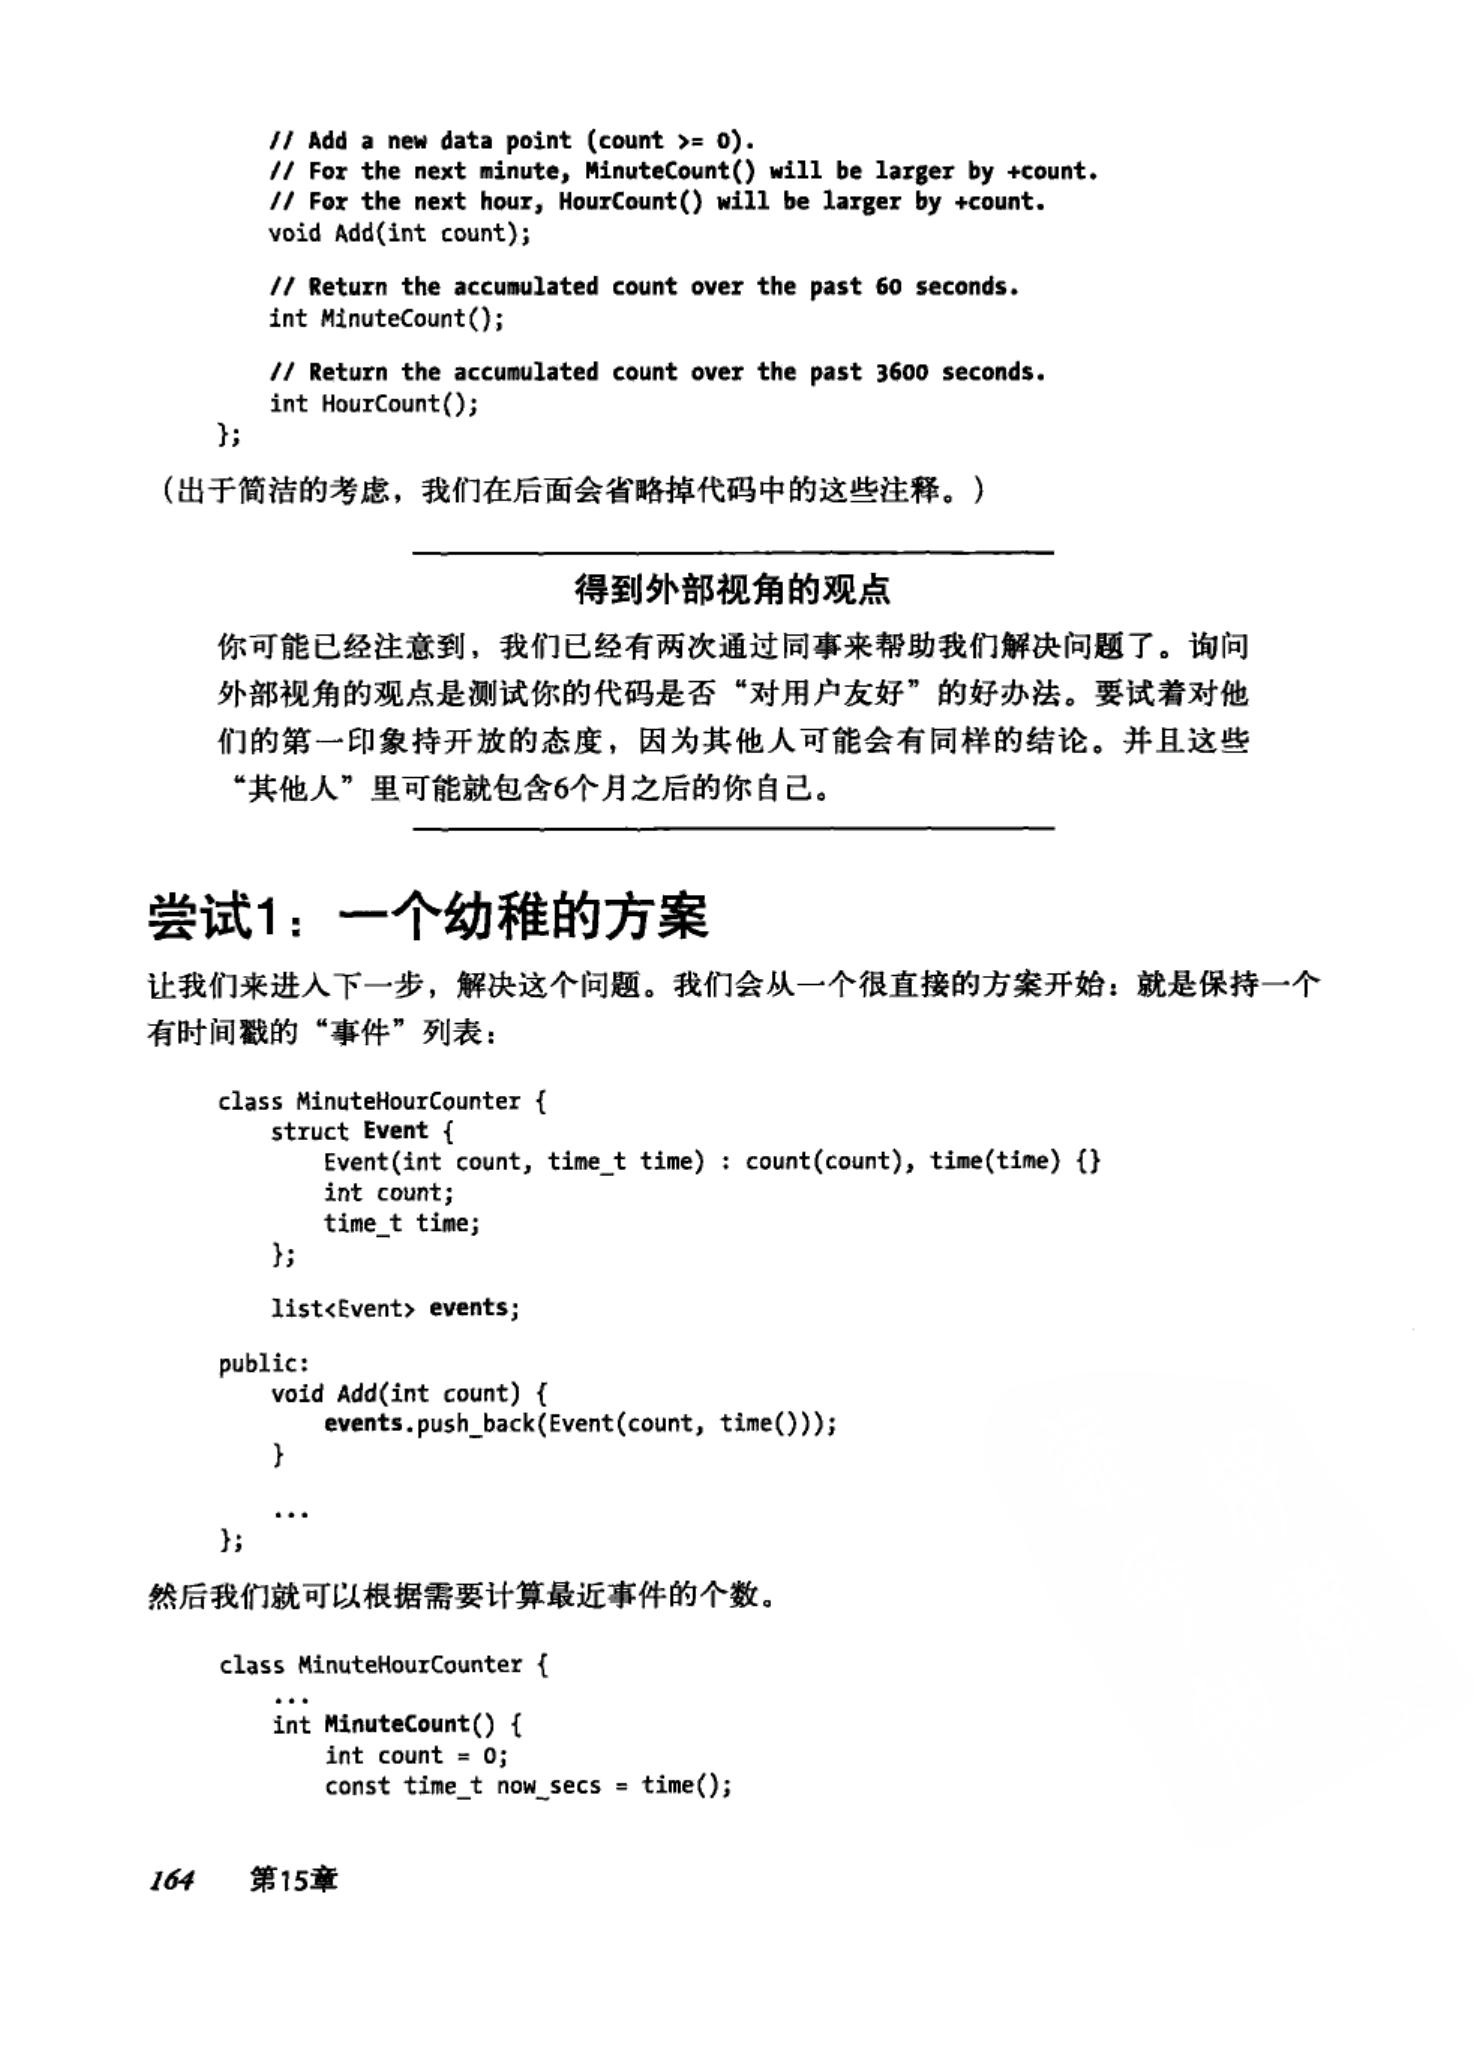 // Add a new data point (count >= 0).
// For the next minute, MinuteCount() will be larger by +count.
// For the next hour, HourCount() will be larger by +count.
void Add(int count);
// Return the accumulated count over the past 60 seconds.
int MinuteCount();
// Return the accumulated count over the past 3600 seconds.
int HourCount();
};
（出于简洁的考虑，我们在后面会省略掉代码中的这些注释。）
得到外部视角的观点
你可能已经注意到，我们已经有两次通过同事来帮助我们解决问题了。询问
外部视角的观点是测试你的代码是否“对用户友好”的好办法。要试着对他
们的第一印象持开放的态度，因为其他人可能会有同样的结论。并且这些
“其他人”里可能就包含6个月之后的你自己。
尝试1：一个幼稚的方案
让我们来进入下一步，解决这个问题。我们会从一个很直接的方案开始：就是保持一个
有时间戳的“事件”列表：
class MinuteHourCounter {
struct Event {
Event(int count, time_t time) : count(count), time(time) {}
int count;
time_t time;
};
list<Event> events;
public:
void Add(int count) {
events.push_back(Event(count, time()));
}
...
};
然后我们就可以根据需要计算最近事件的个数。
class MinuteHourCounter {
...
int MinuteCount() {
int count = 0;
const time_t now_secs = time();
164 第15章